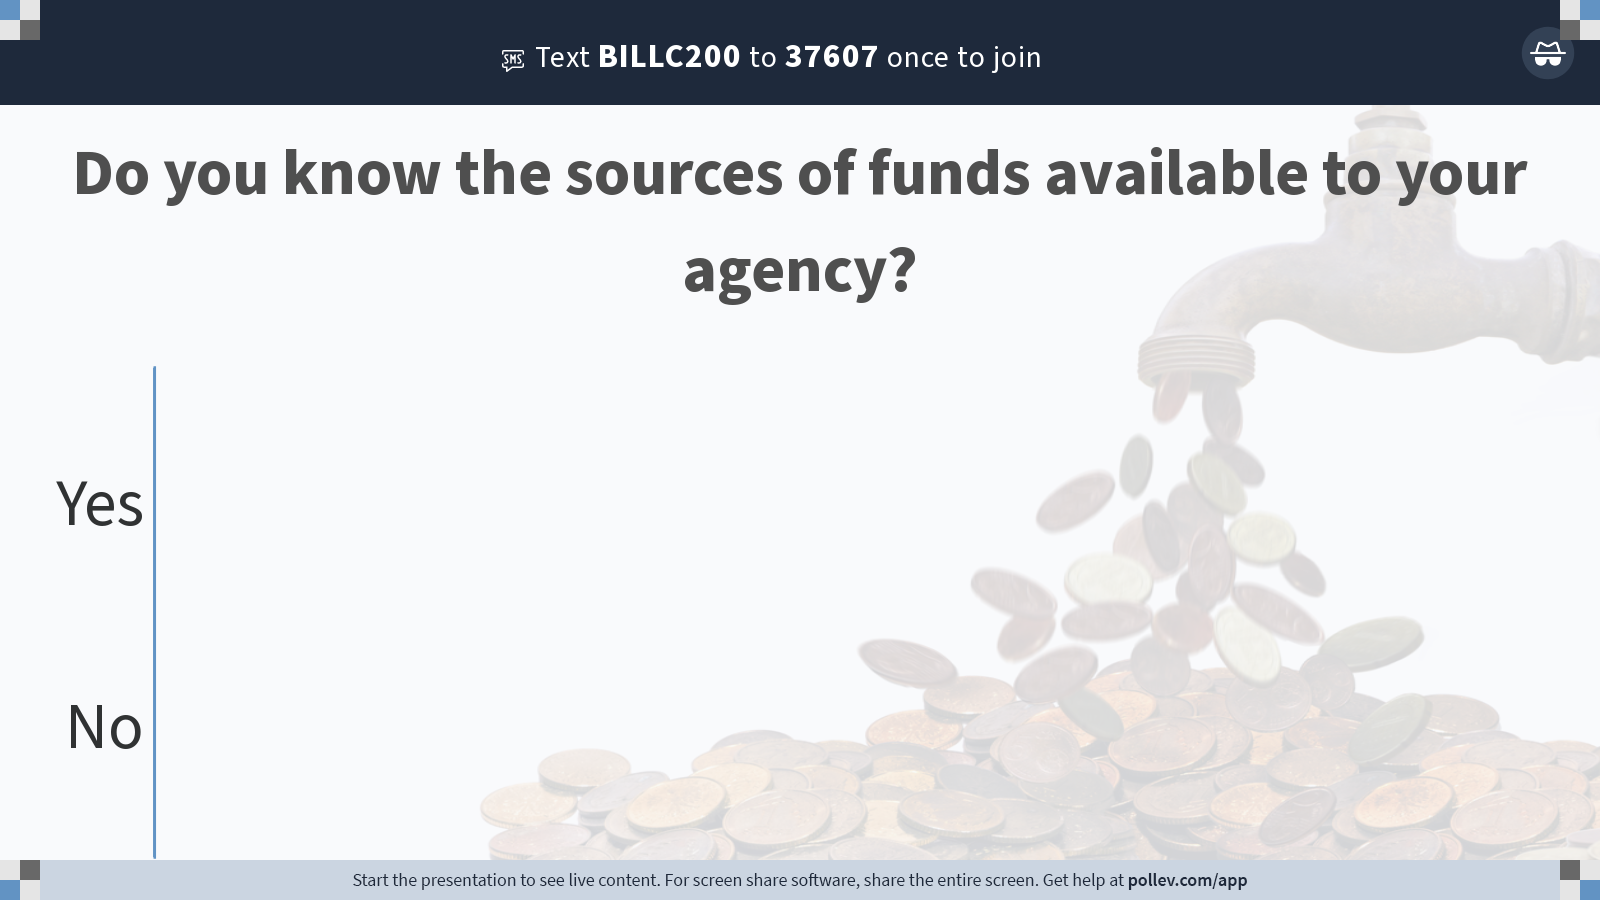 SMS Text BILLC200 to 37607 once to join
Do you know the sources of funds available to your
agency?
Yes
No
Start the presentation to see live content. For screen share software, share the entire screen. Get help at pollev.com/app